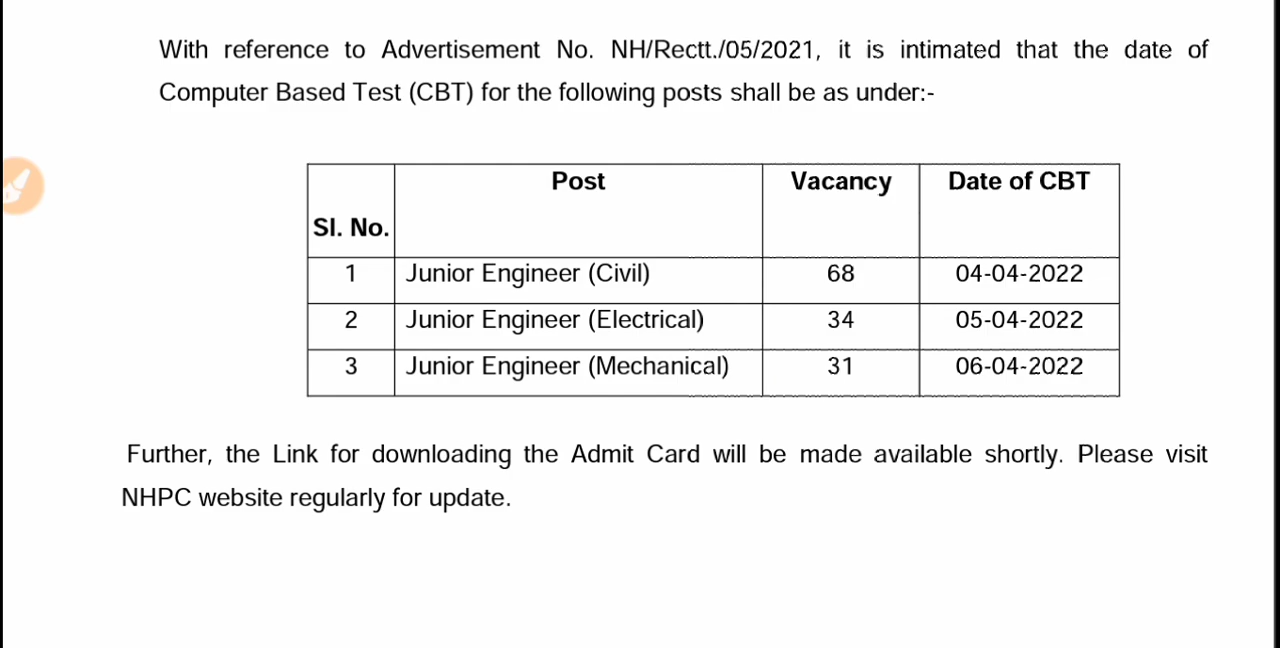 With reference to Advertisement No. NH/Rectt./05/2021, it is intimated that the date of
Computer Based Test (CBT) for the following posts shall be as under:-
Post Vacancy Date of CBT
Sl. No.
1 Junior Engineer (Civil) 68 04-04-2022
2 Junior Engineer (Electrical) 34 05-04-2022
3 Junior Engineer (Mechanical) 31 06-04-2022
Further, the Link for downloading the Admit Card will be made available shortly. Please visit
NHPC website regularly for update.